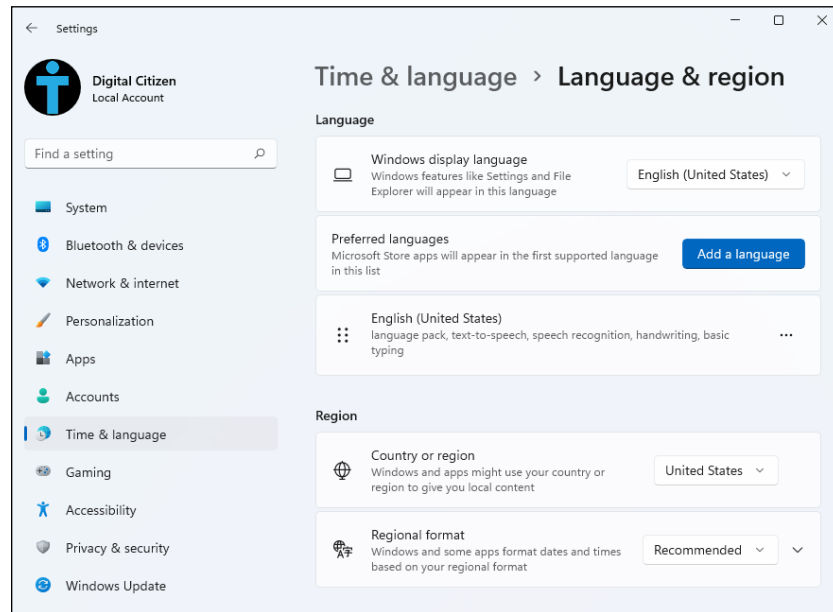 Settings
Digital Citizen
Local Account
Find a setting
System
Bluetooth & devices
Network & internet
Personalization
Apps
Accounts
Time & language
Gaming
Accessibility
Privacy & security
Windows Update
Time & language › Language & region
Language
Windows display language
Windows features like Settings and File
Explorer will appear in this language
English (United States)
Preferred languages
Microsoft Store apps will appear in the first supported language
in this list
Add a language
English (United States)
language pack, text-to-speech, speech recognition, handwriting, basic
typing
Region
Country or region
Windows and apps might use your country or
region to give you local content
United States
Regional format
Windows and some apps format dates and times
based on your regional format
Recommended